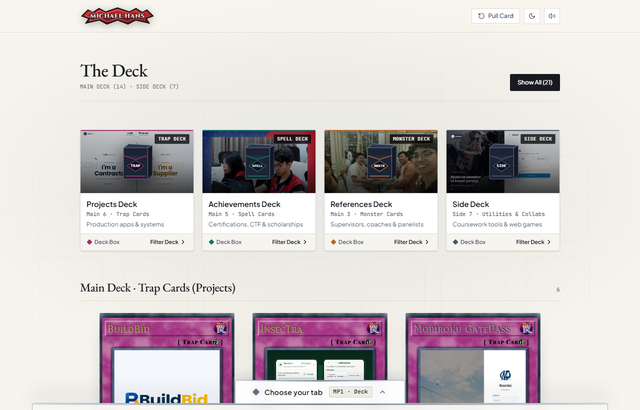 MICHAEL HANS
Pull Card
The Deck
MAIN DECK (14) · SIDE DECK (7)
Show All (21)
TRAP DECK
I'm a
I'm a
Supplier
TRAP
SPELL DECK
SPELL
MONSTER DECK
SIDE DECK
SIDE
Projects Deck
Main 6 · Trap Cards
Production apps & systems
Deck Box
Filter Deck
Achievements Deck
Main 5 · Spell Cards
Certifications, CTF & scholarships
Deck Box
Filter Deck
References Deck
Main 3 · Monster Cards
Supervisors, coaches & panelists
Deck Box
Filter Deck
Side Deck
Side 7 · Utilities & Collabs
Coursework tools & web games
Deck Box
Filter Deck
Main Deck · Trap Cards (Projects)
6
BuildBid
[ Trap Card ]
BuildBid
InsecTra
[ Trap Card ]
Moriroku GatePass
[ Trap Card ]
Choose your tab
MP1 · Deck